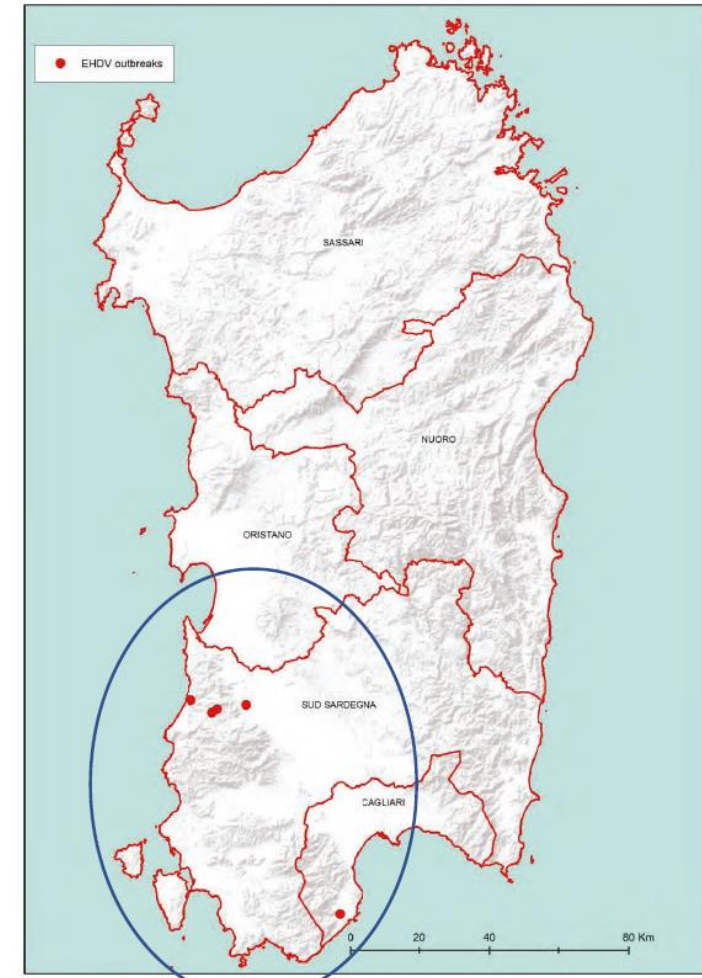 EHDV outbreaks
SASSARI
NUORO
ORISTANO
SUD SARDEGNA
CAGLIARI
0 20 40 80 Km